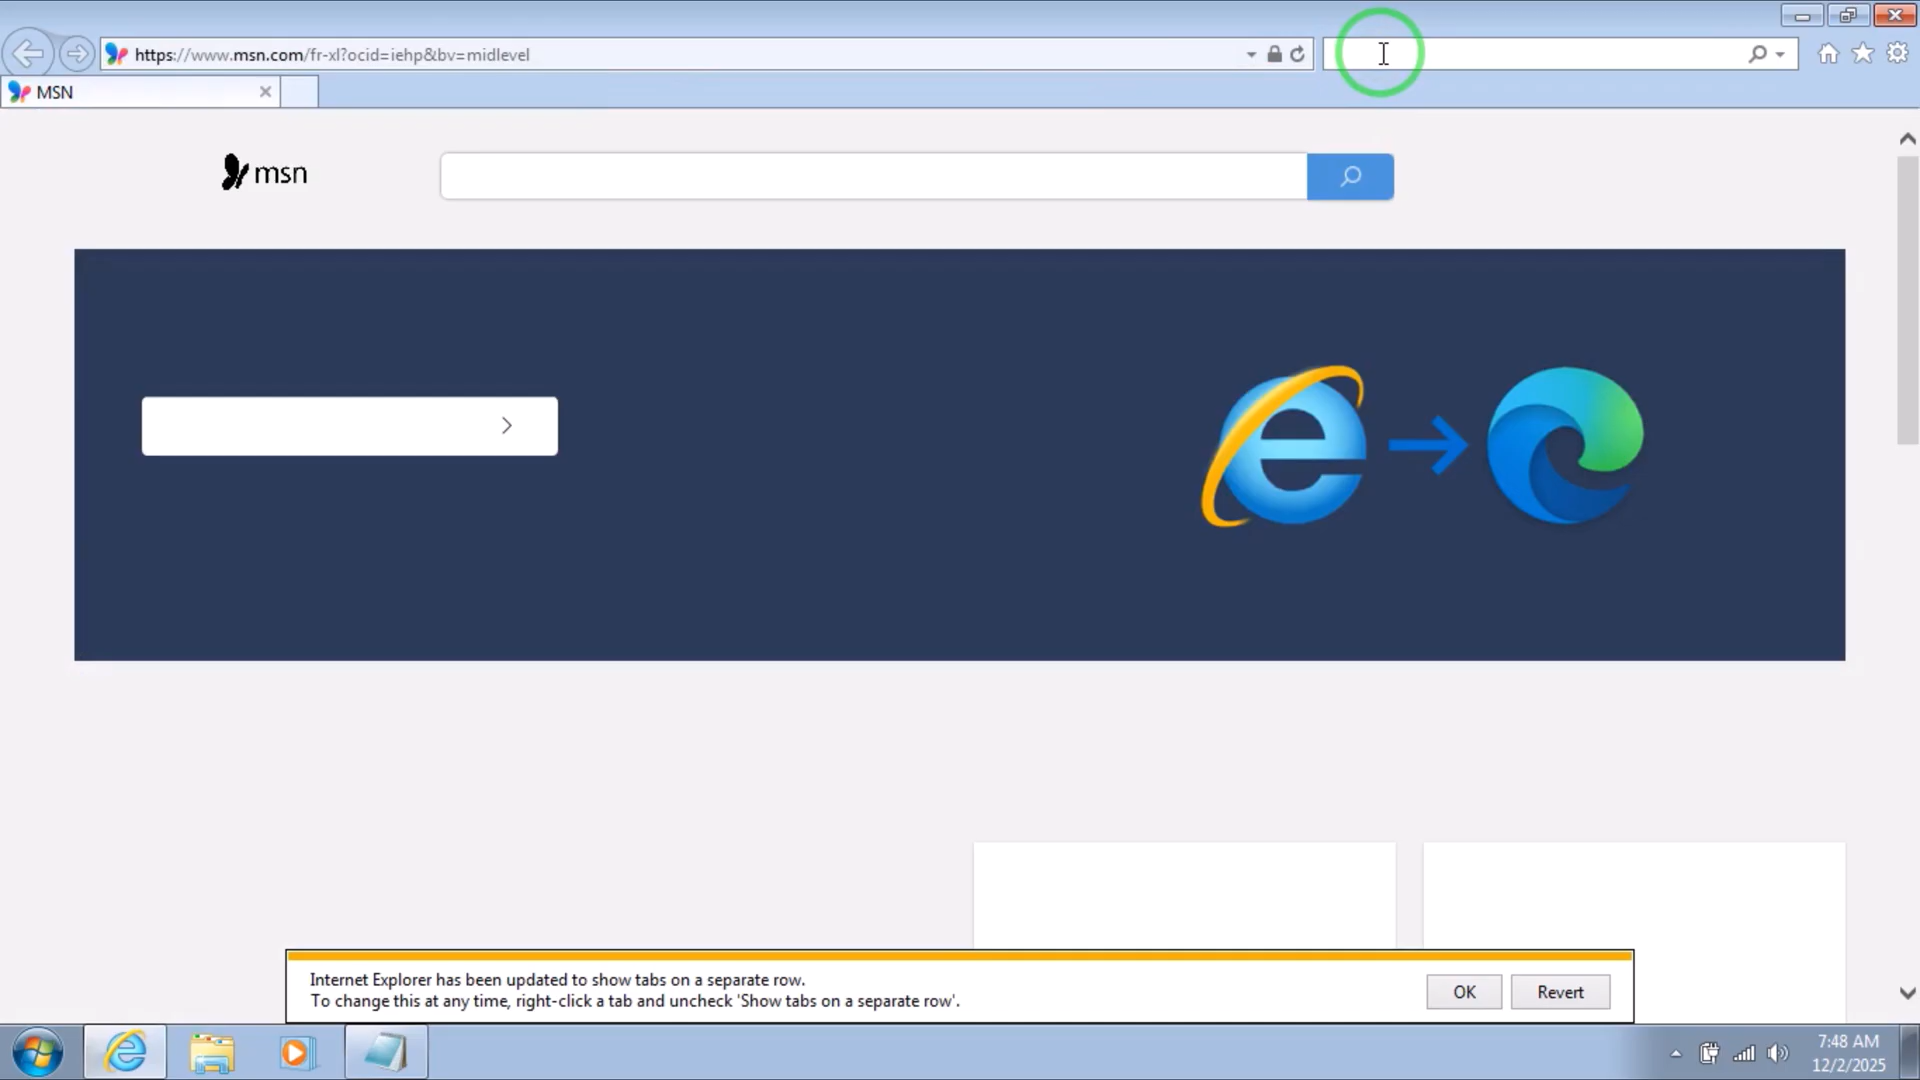 https://www.msn.com/fr-xl?ocid=iehp&bv=midlevel
MSN
msn
Internet Explorer has been updated to show tabs on a separate row.
To change this at any time, right-click a tab and uncheck 'Show tabs on a separate row'.
OK
Revert
7:48 AM
12/2/2025